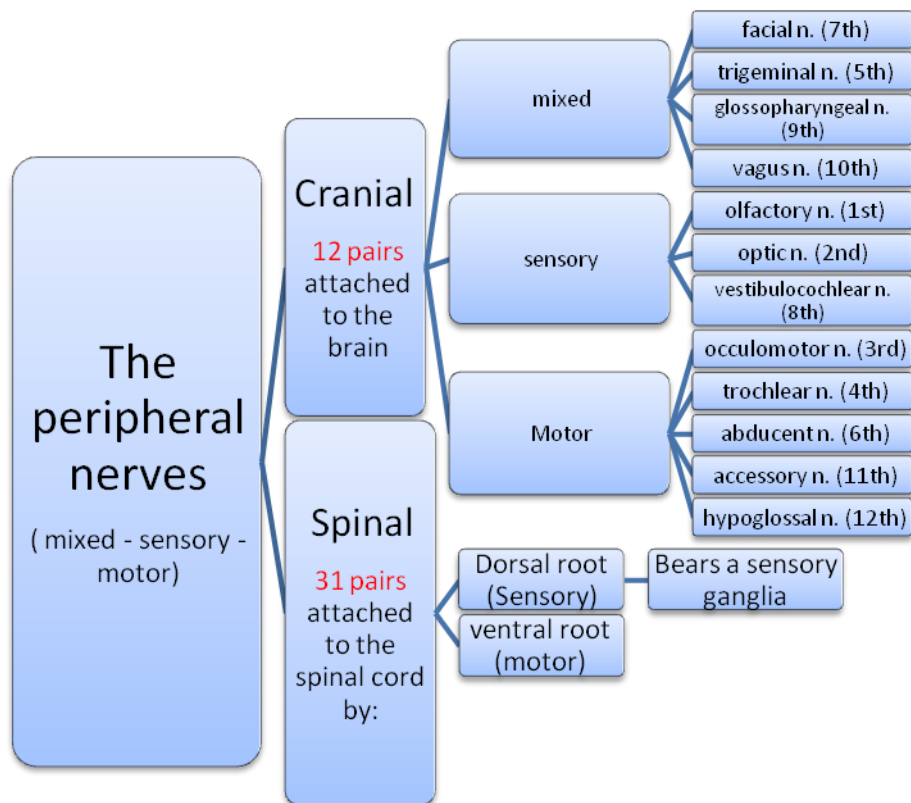 The
peripheral
nerves
( mixed - sensory -
motor)
Cranial
12 pairs
attached
to the
brain
mixed
facial n. (7th)
trigeminal n. (5th)
glossopharyngeal n.
(9th)
vagus n. (10th)
sensory
olfactory n. (1st)
optic n. (2nd)
vestibulocochlear n.
(8th)
Motor
occulomotor n. (3rd)
trochlear n. (4th)
abducent n. (6th)
accessory n. (11th)
hypoglossal n. (12th)
Spinal
31 pairs
attached
to the
spinal cord
by:
Dorsal root
(Sensory)
Bears a sensory
ganglia
ventral root
(motor)